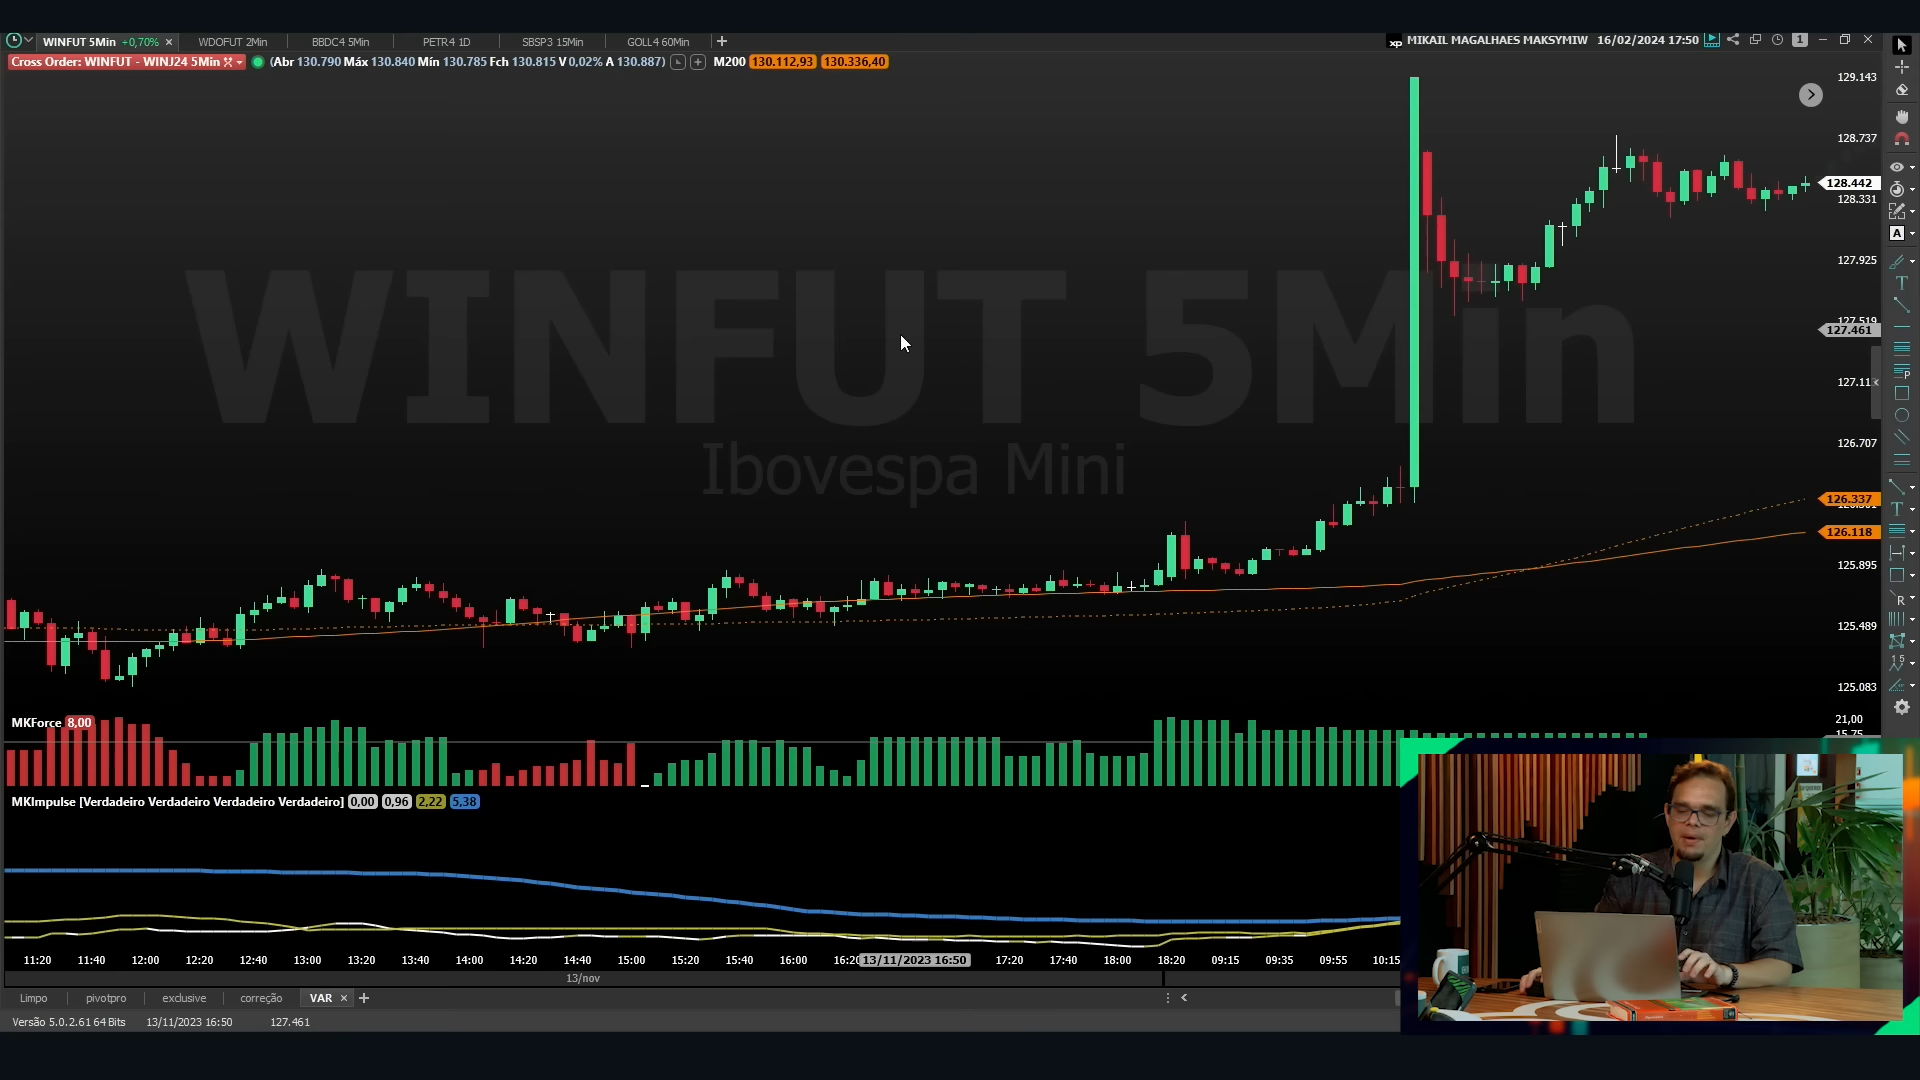 WINFUT 5Min +0,70% × WDOFUT 2Min BBDC4 5Min PETR4 1D SBSP3 15Min GOLL4 60Min +
xp MIKAIL MAGALHAES MAKSYMIW 16/02/2024 17:50 1
Cross Order: WINFUT - WINJ24 5Min (Abr 130.790 Máx 130.840 Mín 130.785 Fch 130.815 V 0,02% A 130.887) M200 130.112,93 130.336,40
129.143
128.737
128.442
128.331
127.925
127.519
127.461
127.11
126.707
126.337
126.118
125.895
125.489
125.083
WINFUT 5Min
Ibovespa Mini
MKForce 8,00
21,00
15,75
MKImpulse [Verdadeiro Verdadeiro Verdadeiro Verdadeiro] 0,00 0,96 2,22 5,38
11:20 11:40 12:00 12:20 12:40 13:00 13:20 13:40 14:00 14:20 14:40 15:00 15:20 15:40 16:00 16:20 13/11/2023 16:50 17:20 17:40 18:00 18:20 09:15 09:35 09:55 10:15
13/nov
Limpo pivotpro exclusive correção VAR × +
Versão 5.0.2.61 64 Bits 13/11/2023 16:50 127.461